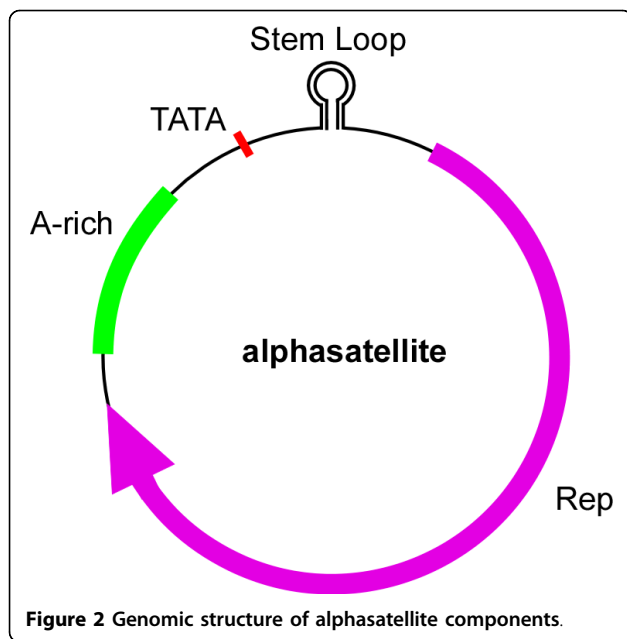 Stem Loop
TATA
A-rich
alphasatellite
Rep
Figure 2 Genomic structure of alphasatellite components.